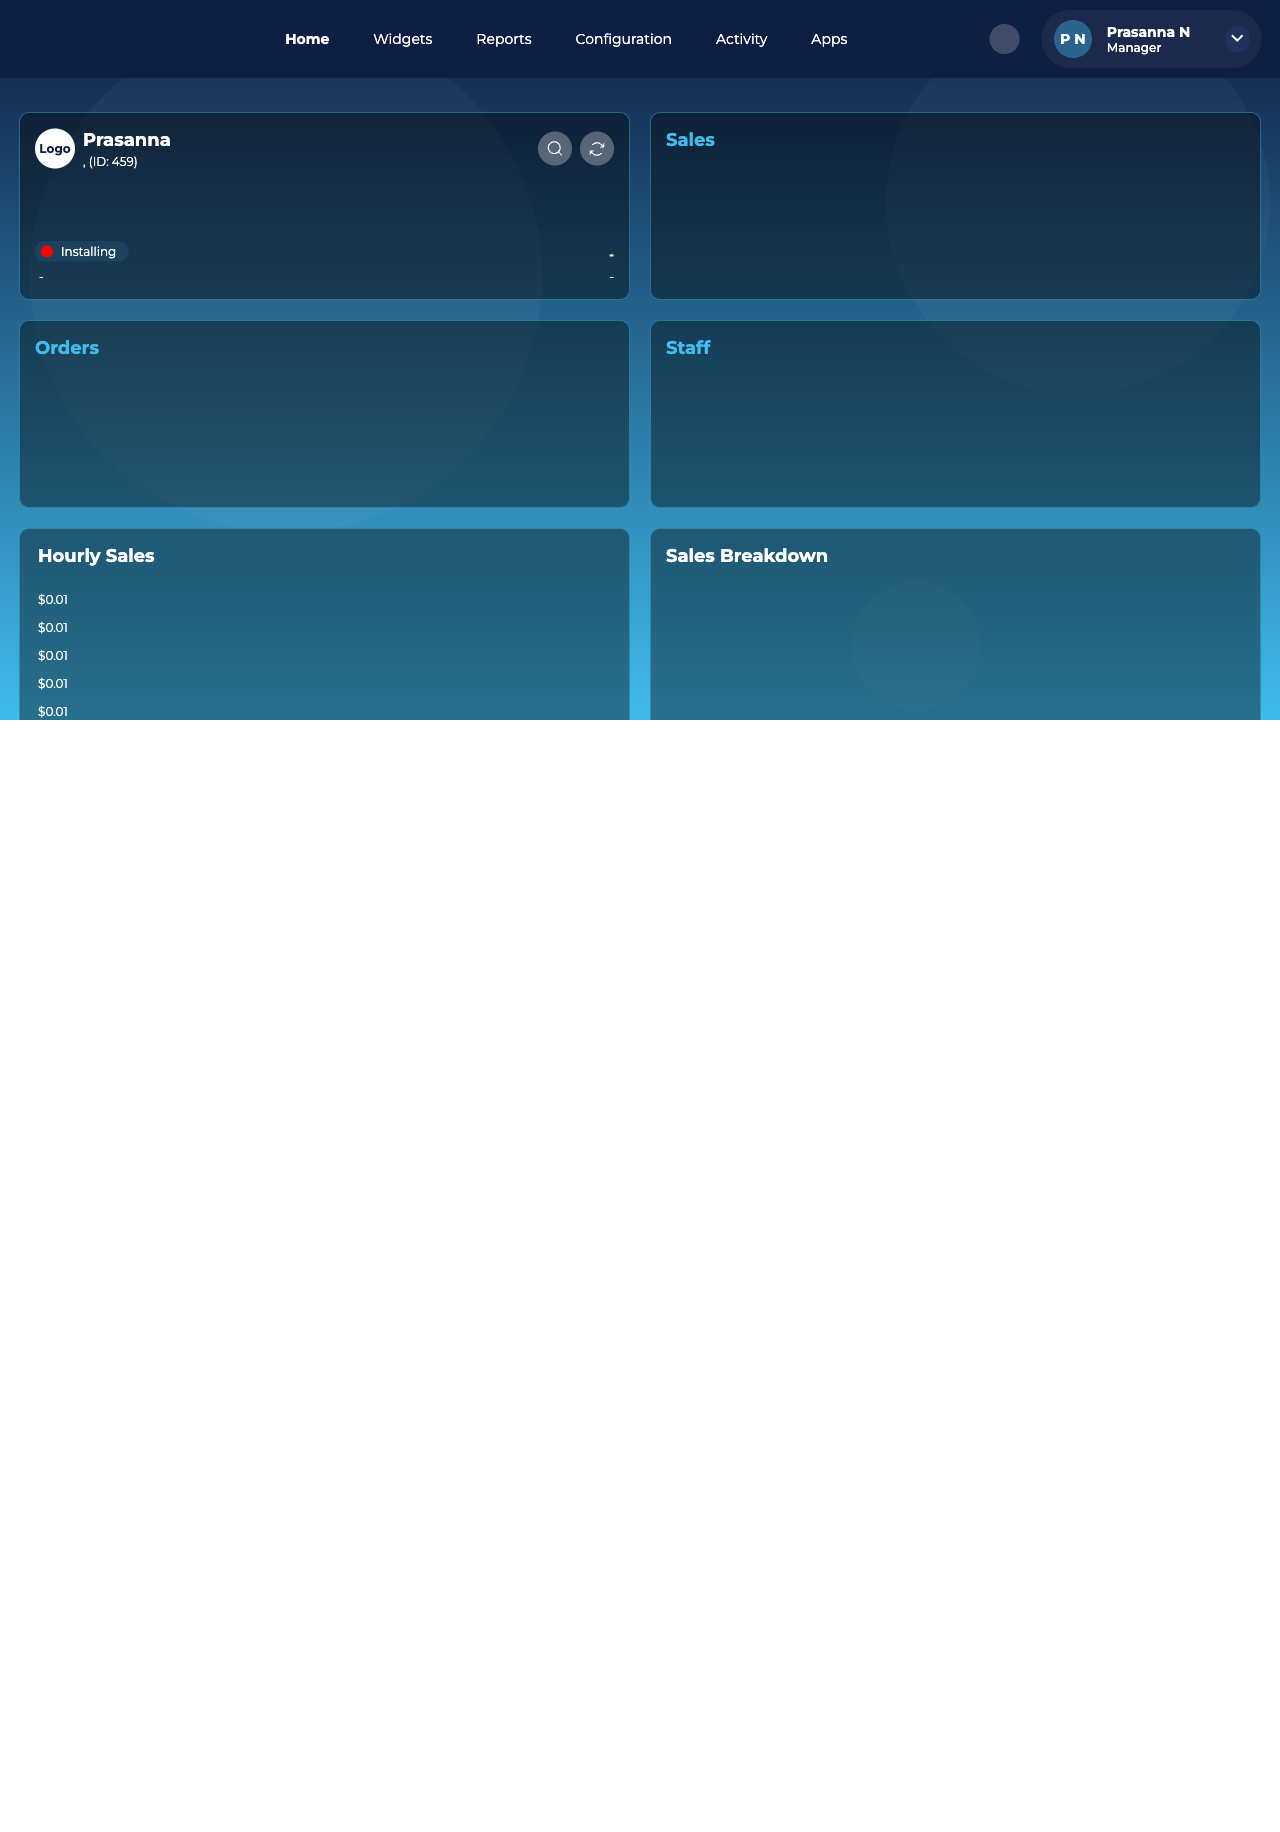 Home Widgets Reports Configuration Activity Apps
P N
Prasanna N
Manager
Logo
Prasanna
, (ID: 459)
Installing
-
-
-
Sales
Orders
Staff
Hourly Sales
$0.01
$0.01
$0.01
$0.01
$0.01
Sales Breakdown